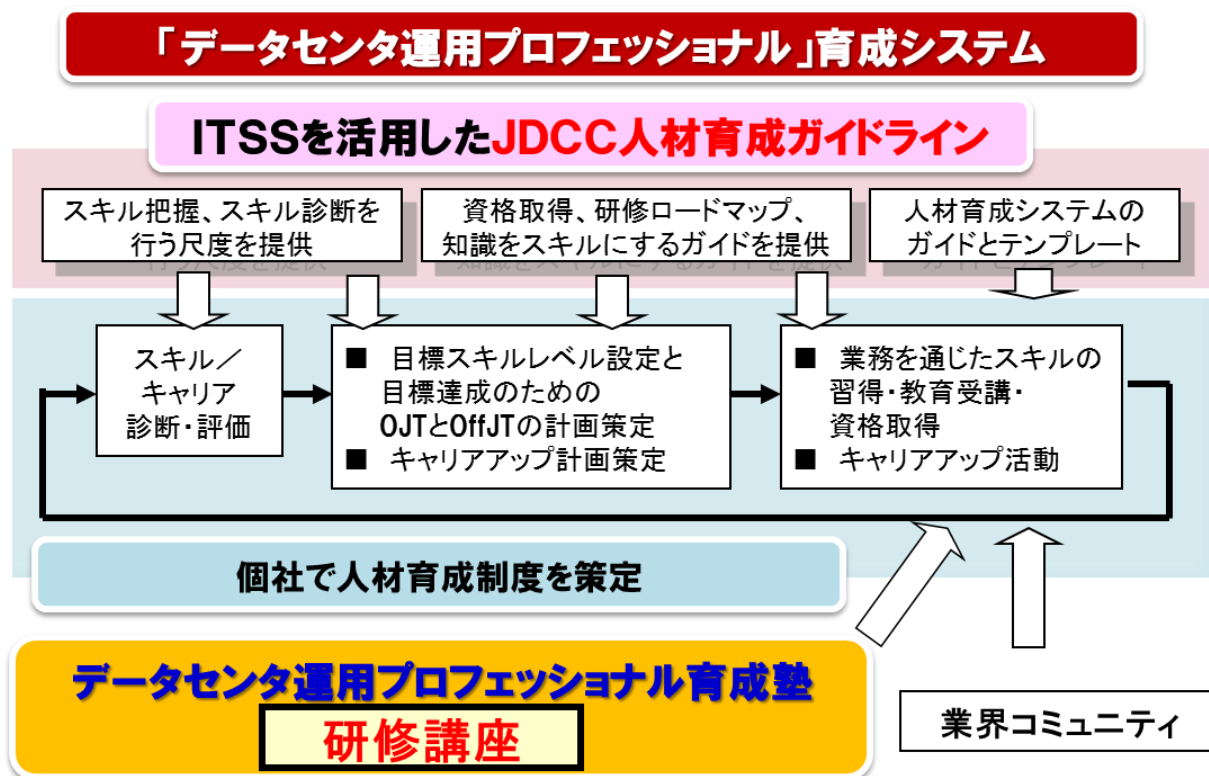 「データセンタ運用プロフェッショナル」育成システム
ITSSを活用したJDCC人材育成ガイドライン
スキル把握、スキル診断を
行う尺度を提供
資格取得、研修ロードマップ、
知識をスキルにするガイドを提供
人材育成システムの
ガイドとテンプレート
スキル／
キャリア
診断・評価
■ 目標スキルレベル設定と
目標達成のための
OJTとOffJTの計画策定
■ キャリアアップ計画策定
■ 業務を通じたスキルの
習得・教育受講・
資格取得
■ キャリアアップ活動
個社で人材育成制度を策定
データセンタ運用プロフェッショナル育成塾
研修講座
業界コミュニティ